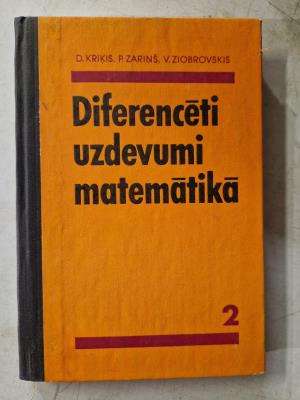 D. KRIĶIS, P. ZARIŅŠ, V. ZIOBROVSKIS
Diferencēti
uzdevumi
matemātikā
2